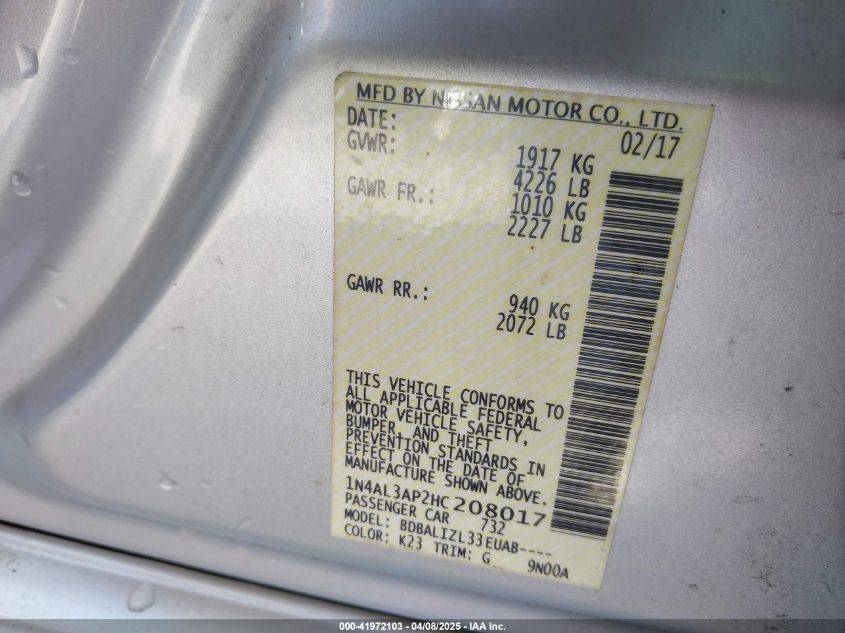 MFD BY NISSAN MOTOR CO., LTD.
DATE: 02/17
GVWR: 1917 KG
4226 LB
GAWR FR.: 1010 KG
2227 LB
GAWR RR.: 940 KG
2072 LB
THIS VEHICLE CONFORMS TO
ALL APPLICABLE FEDERAL
MOTOR VEHICLE SAFETY,
BUMPER, AND THEFT
PREVENTION STANDARDS IN
EFFECT ON THE DATE OF
MANUFACTURE SHOWN ABOVE.
1N4AL3AP2HC208017
PASSENGER CAR 732
MODEL: BDBALIZL33EUAB----
COLOR: K23 TRIM: G 9N00A
000-41972103 - 04/08/2025 - IAA Inc.